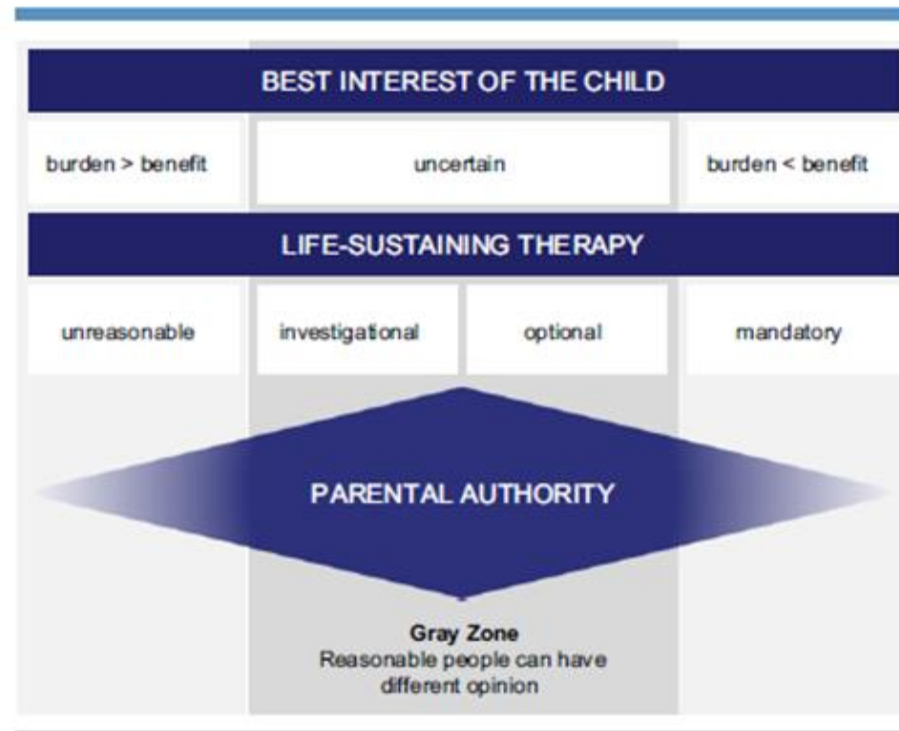 BEST INTEREST OF THE CHILD
burden > benefit
uncertain
burden < benefit
LIFE-SUSTAINING THERAPY
unreasonable
investigational
optional
mandatory
PARENTAL AUTHORITY
Gray Zone
Reasonable people can have
different opinion